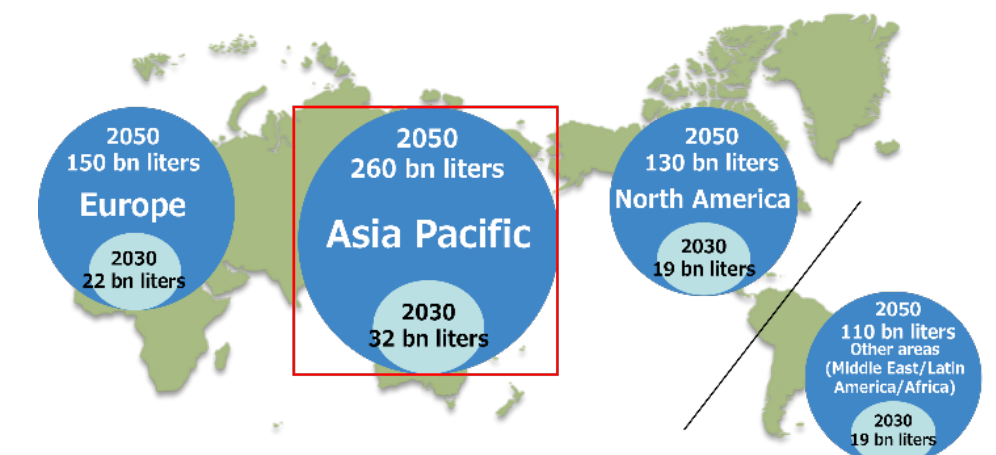 2050
150 bn liters
Europe
2030
22 bn liters
2050
260 bn liters
Asia Pacific
2030
32 bn liters
2050
130 bn liters
North America
2030
19 bn liters
2050
110 bn liters
Other areas
(Middle East/Latin
America/Africa)
2030
19 bn liters